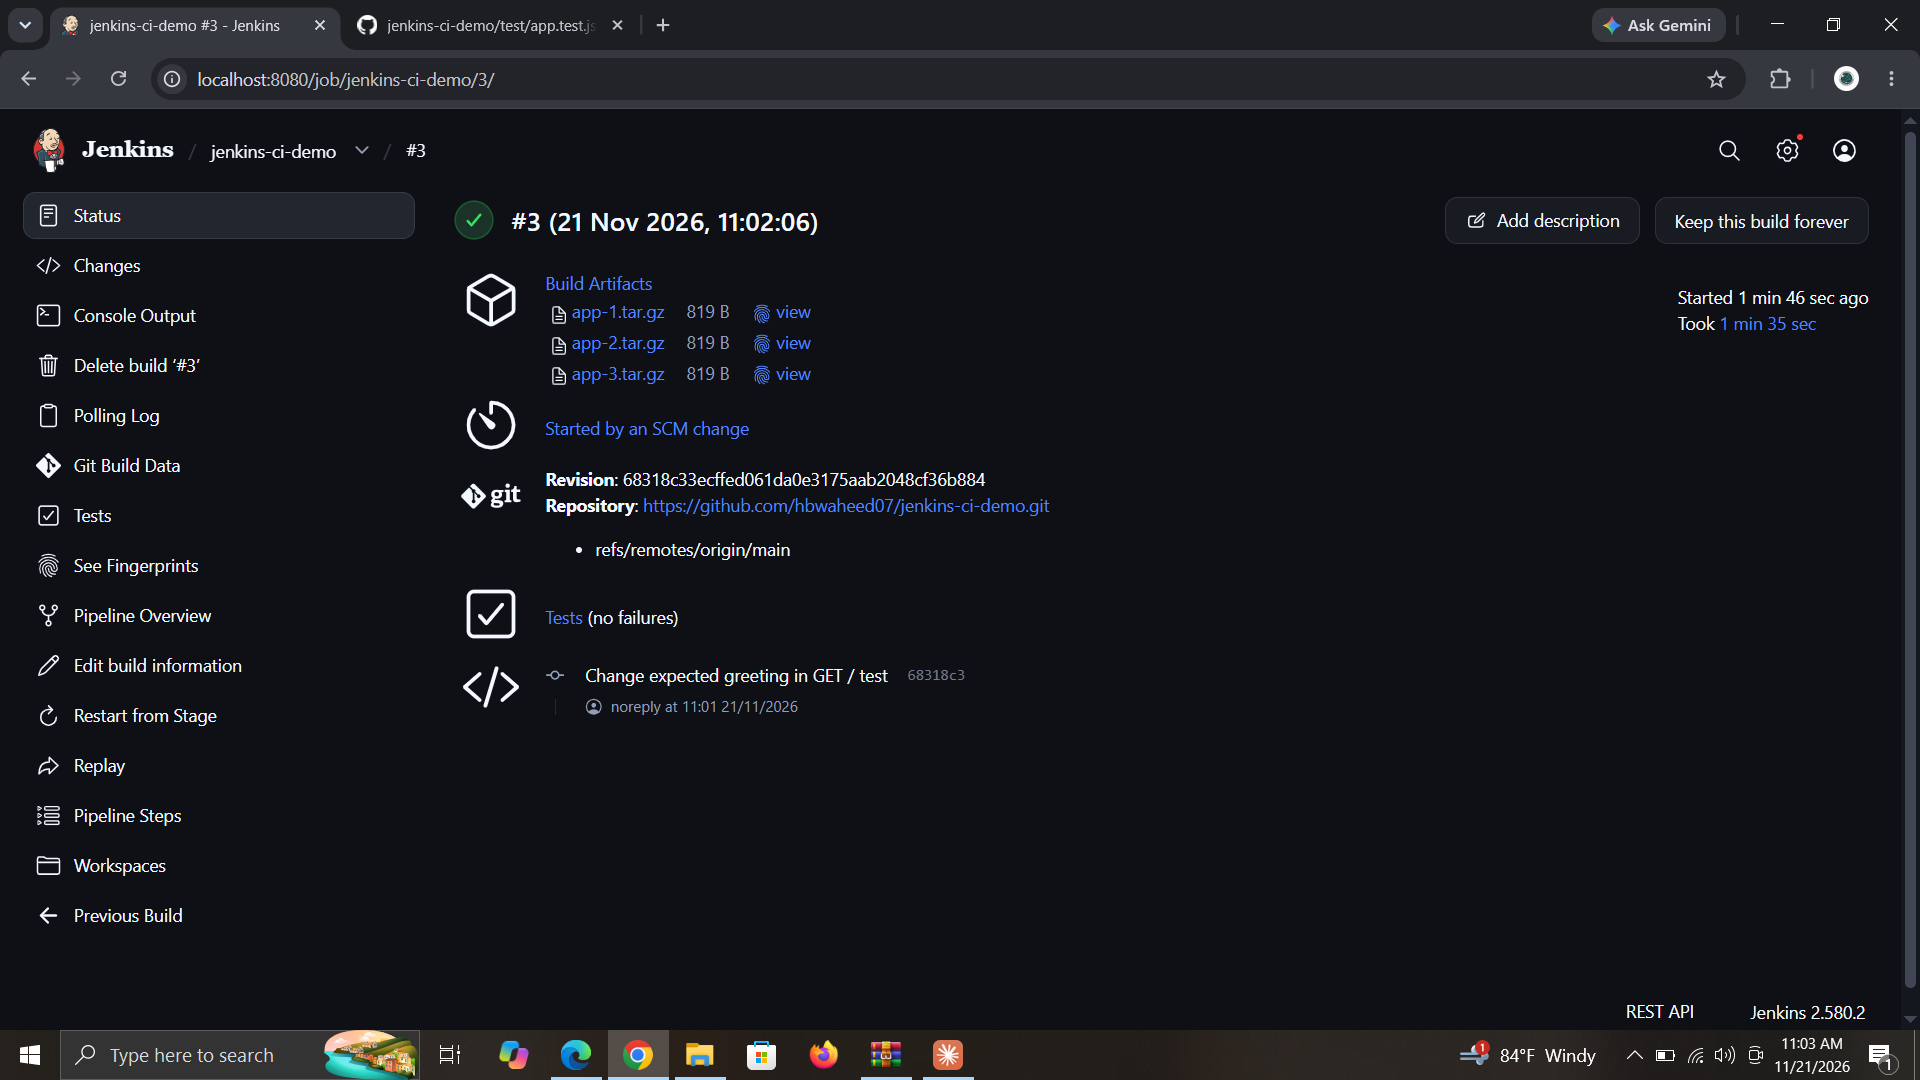 jenkins-ci-demo #3 - Jenkins
jenkins-ci-demo/test/app.test.js
Ask Gemini
localhost:8080/job/jenkins-ci-demo/3/
Jenkins / jenkins-ci-demo / #3
Status
Changes
Console Output
Delete build ‘#3’
Polling Log
Git Build Data
Tests
See Fingerprints
Pipeline Overview
Edit build information
Restart from Stage
Replay
Pipeline Steps
Workspaces
Previous Build
#3 (21 Nov 2026, 11:02:06)
Add description
Keep this build forever
Started 1 min 46 sec ago
Took 1 min 35 sec
Build Artifacts
app-1.tar.gz 819 B view
app-2.tar.gz 819 B view
app-3.tar.gz 819 B view
Started by an SCM change
git
Revision: 68318c33ecffed061da0e3175aab2048cf36b884
Repository: https://github.com/hbwaheed07/jenkins-ci-demo.git
• refs/remotes/origin/main
Tests (no failures)
Change expected greeting in GET / test 68318c3
noreply at 11:01 21/11/2026
REST API
Jenkins 2.580.2
Type here to search
1
84°F Windy
11:03 AM
11/21/2026
1